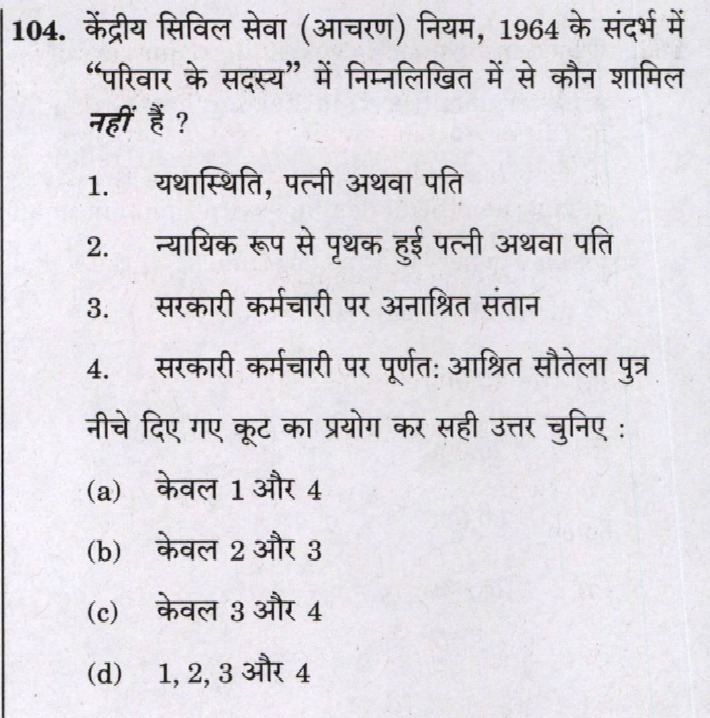 104. केंद्रीय सिविल सेवा (आचरण) नियम, 1964 के संदर्भ में
“परिवार के सदस्य” में निम्नलिखित में से कौन शामिल
नहीं हैं ?
1. यथास्थिति, पत्नी अथवा पति
2. न्यायिक रूप से पृथक हुई पत्नी अथवा पति
3. सरकारी कर्मचारी पर अनाश्रित संतान
4. सरकारी कर्मचारी पर पूर्णत: आश्रित सौतेला पुत्र
नीचे दिए गए कूट का प्रयोग कर सही उत्तर चुनिए :
(a) केवल 1 और 4
(b) केवल 2 और 3
(c) केवल 3 और 4
(d) 1, 2, 3 और 4